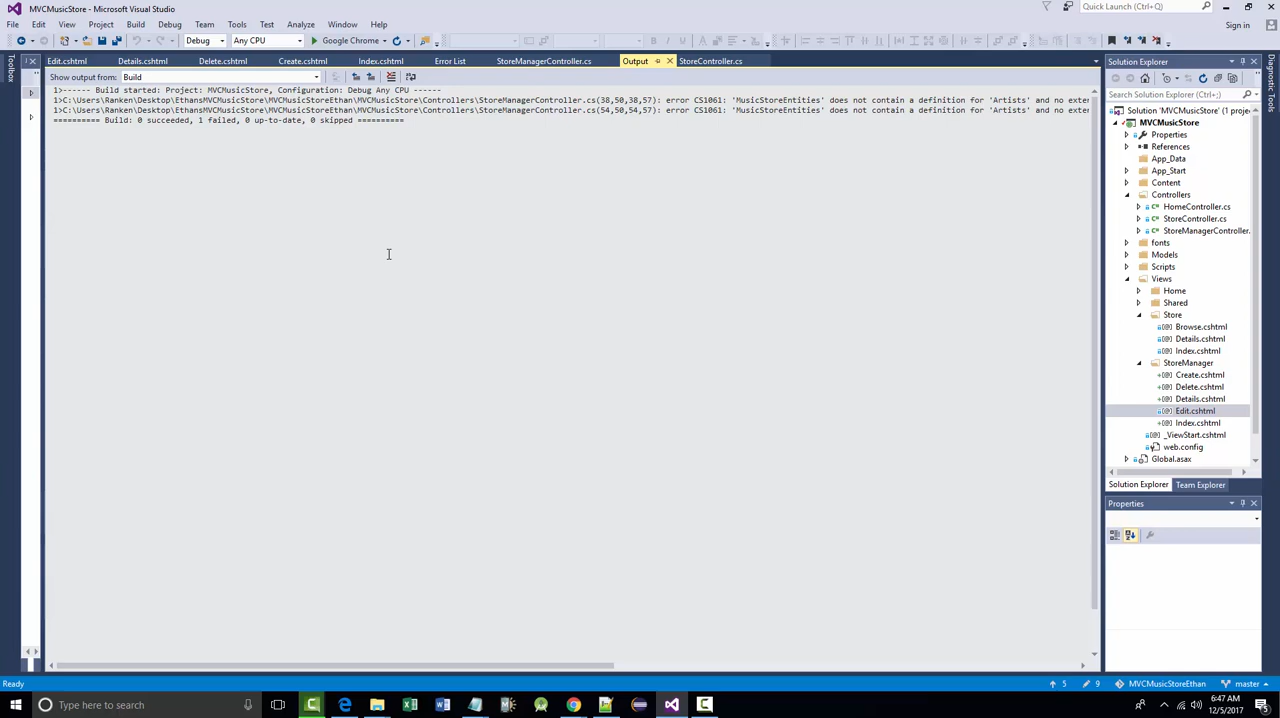 MVCMusicStore - Microsoft Visual Studio
Quick Launch (Ctrl+;)
File Edit View Project Build Debug Team Tools Test Analyze Window Help
Sign in
Debug Any CPU Google Chrome
Toolbox
Edit.cshtml Details.cshtml Delete.cshtml Create.cshtml Index.cshtml Error List StoreManagerController.cs Output StoreController.cs
Show output from: Build
1>------ Build started: Project: MVCMusicStore, Configuration: Debug Any CPU ------
1>C:\Users\Ranken\Desktop\EthansMVCMusicStore\MVCMusicStoreEthan\MVCMusicStore\Controllers\StoreManagerController.cs(38,50,38,57): error CS1061: 'MusicStoreEntities' does not contain a definition for 'Artists' and no exter
1>C:\Users\Ranken\Desktop\EthansMVCMusicStore\MVCMusicStoreEthan\MVCMusicStore\Controllers\StoreManagerController.cs(54,50,54,57): error CS1061: 'MusicStoreEntities' does not contain a definition for 'Artists' and no exter
========== Build: 0 succeeded, 1 failed, 0 up-to-date, 0 skipped ==========
Solution Explorer
Search Solution Explorer (Ctrl+;)
Solution 'MVCMusicStore' (1 projec
MVCMusicStore
Properties
References
App_Data
App_Start
Content
Controllers
HomeController.cs
StoreController.cs
StoreManagerController.
fonts
Models
Scripts
Views
Home
Shared
Store
Browse.cshtml
Details.cshtml
Index.cshtml
StoreManager
Create.cshtml
Delete.cshtml
Details.cshtml
Edit.cshtml
Index.cshtml
_ViewStart.cshtml
web.config
Global.asax
Solution Explorer Team Explorer
Properties
Diagnostic Tools
Ready
5 9 MVCMusicStoreEthan master
Type here to search
6:47 AM
12/5/2017